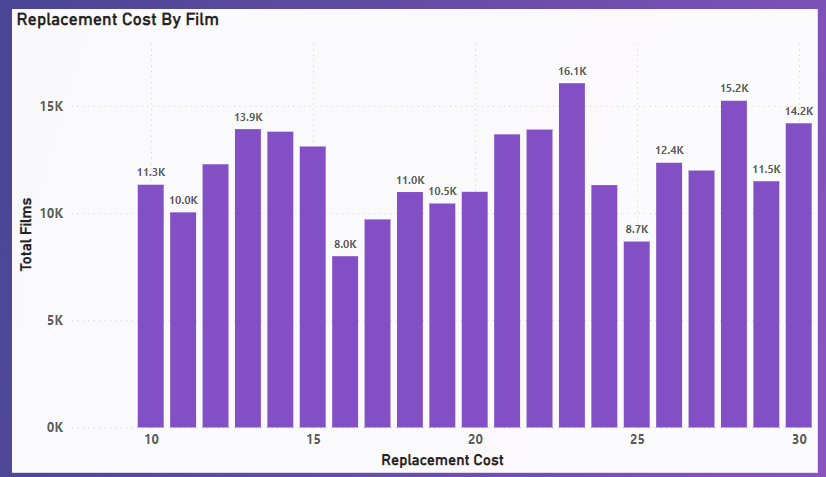 Replacement Cost By Film
Total Films
15K
10K
5K
0K
11.3K
10.0K
13.9K
8.0K
11.0K
10.5K
16.1K
8.7K
12.4K
15.2K
11.5K
14.2K
10
15
20
25
30
Replacement Cost